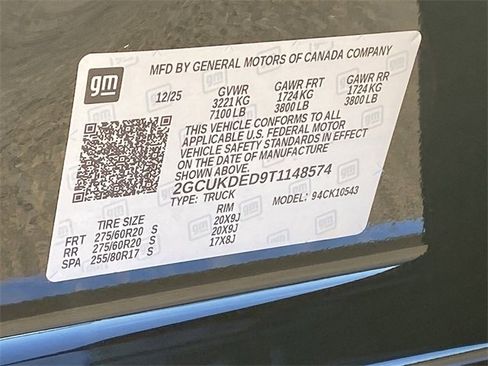 MFD BY GENERAL MOTORS OF CANADA COMPANY
gm
12/25 GVWR GAWR FRT GAWR RR
3221 KG 1724 KG 1724 KG
7100 LB 3800 LB 3800 LB
THIS VEHICLE CONFORMS TO ALL
APPLICABLE U.S. FEDERAL MOTOR
VEHICLE SAFETY STANDARDS IN EFFECT
ON THE DATE OF MANUFACTURE
SHOWN ABOVE.
2GCUKDED9T1148574
TYPE: TRUCK MODEL: 94CK10543
TIRE SIZE RIM
FRT 275/60R20 S 20X9J
RR 275/60R20 S 20X9J
SPA 255/80R17 S 17X8J